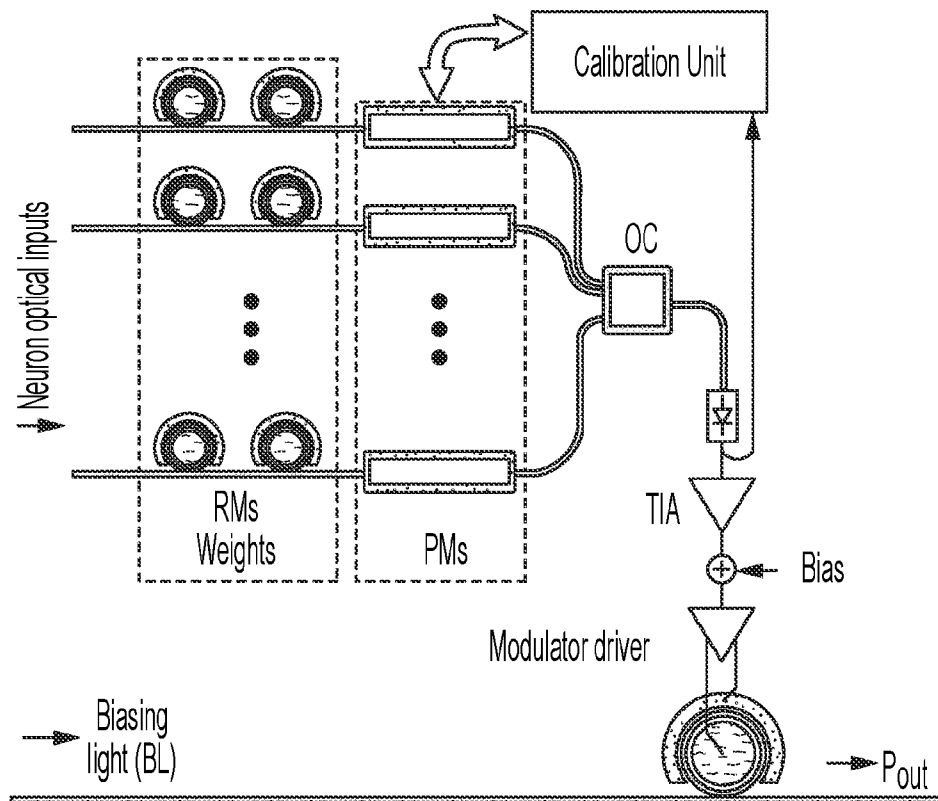 Calibration Unit
Neuron optical inputs
OC
RMs
Weights
PMs
TIA
Bias
Modulator driver
Biasing
light (BL)
Pout